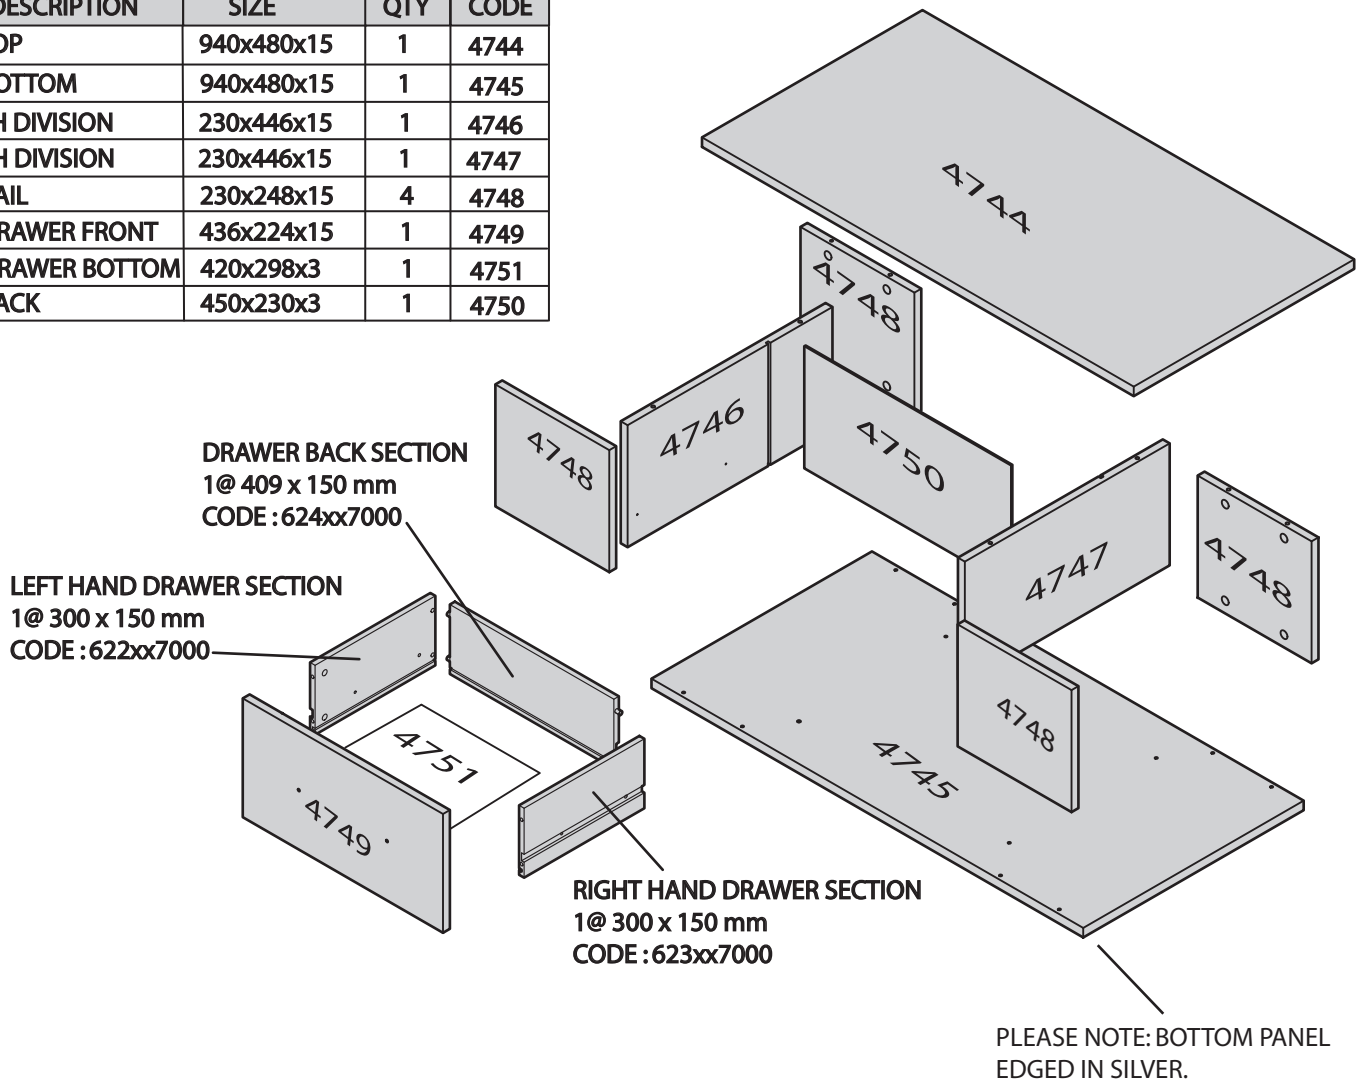 DESCRIPTION SIZE QTY CODE
OP 940x480x15 1 4744
OTTOM 940x480x15 1 4745
H DIVISION 230x446x15 1 4746
H DIVISION 230x446x15 1 4747
AIL 230x248x15 4 4748
RAWER FRONT 436x224x15 1 4749
RAWER BOTTOM 420x298x3 1 4751
ACK 450x230x3 1 4750
4744
4748
4746
4748
4750
4747
4748
4748
4745
DRAWER BACK SECTION
1@ 409 x 150 mm
CODE : 624xx7000
LEFT HAND DRAWER SECTION
1@ 300 x 150 mm
CODE : 622xx7000
4751
4749
RIGHT HAND DRAWER SECTION
1@ 300 x 150 mm
CODE : 623xx7000
PLEASE NOTE: BOTTOM PANEL
EDGED IN SILVER.